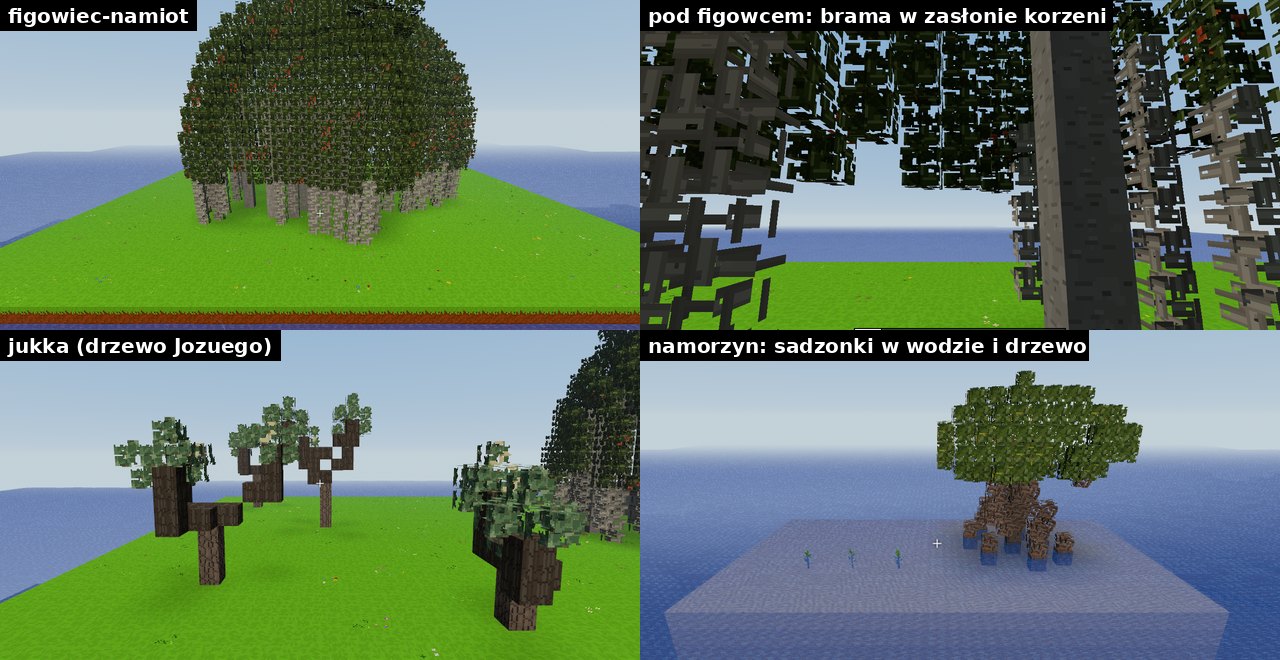 figowiec-namiot
pod figowcem: brama w zasłonie korzeni
jukka (drzewo Jozuego)
namorzyn: sadzonki w wodzie i drzewo